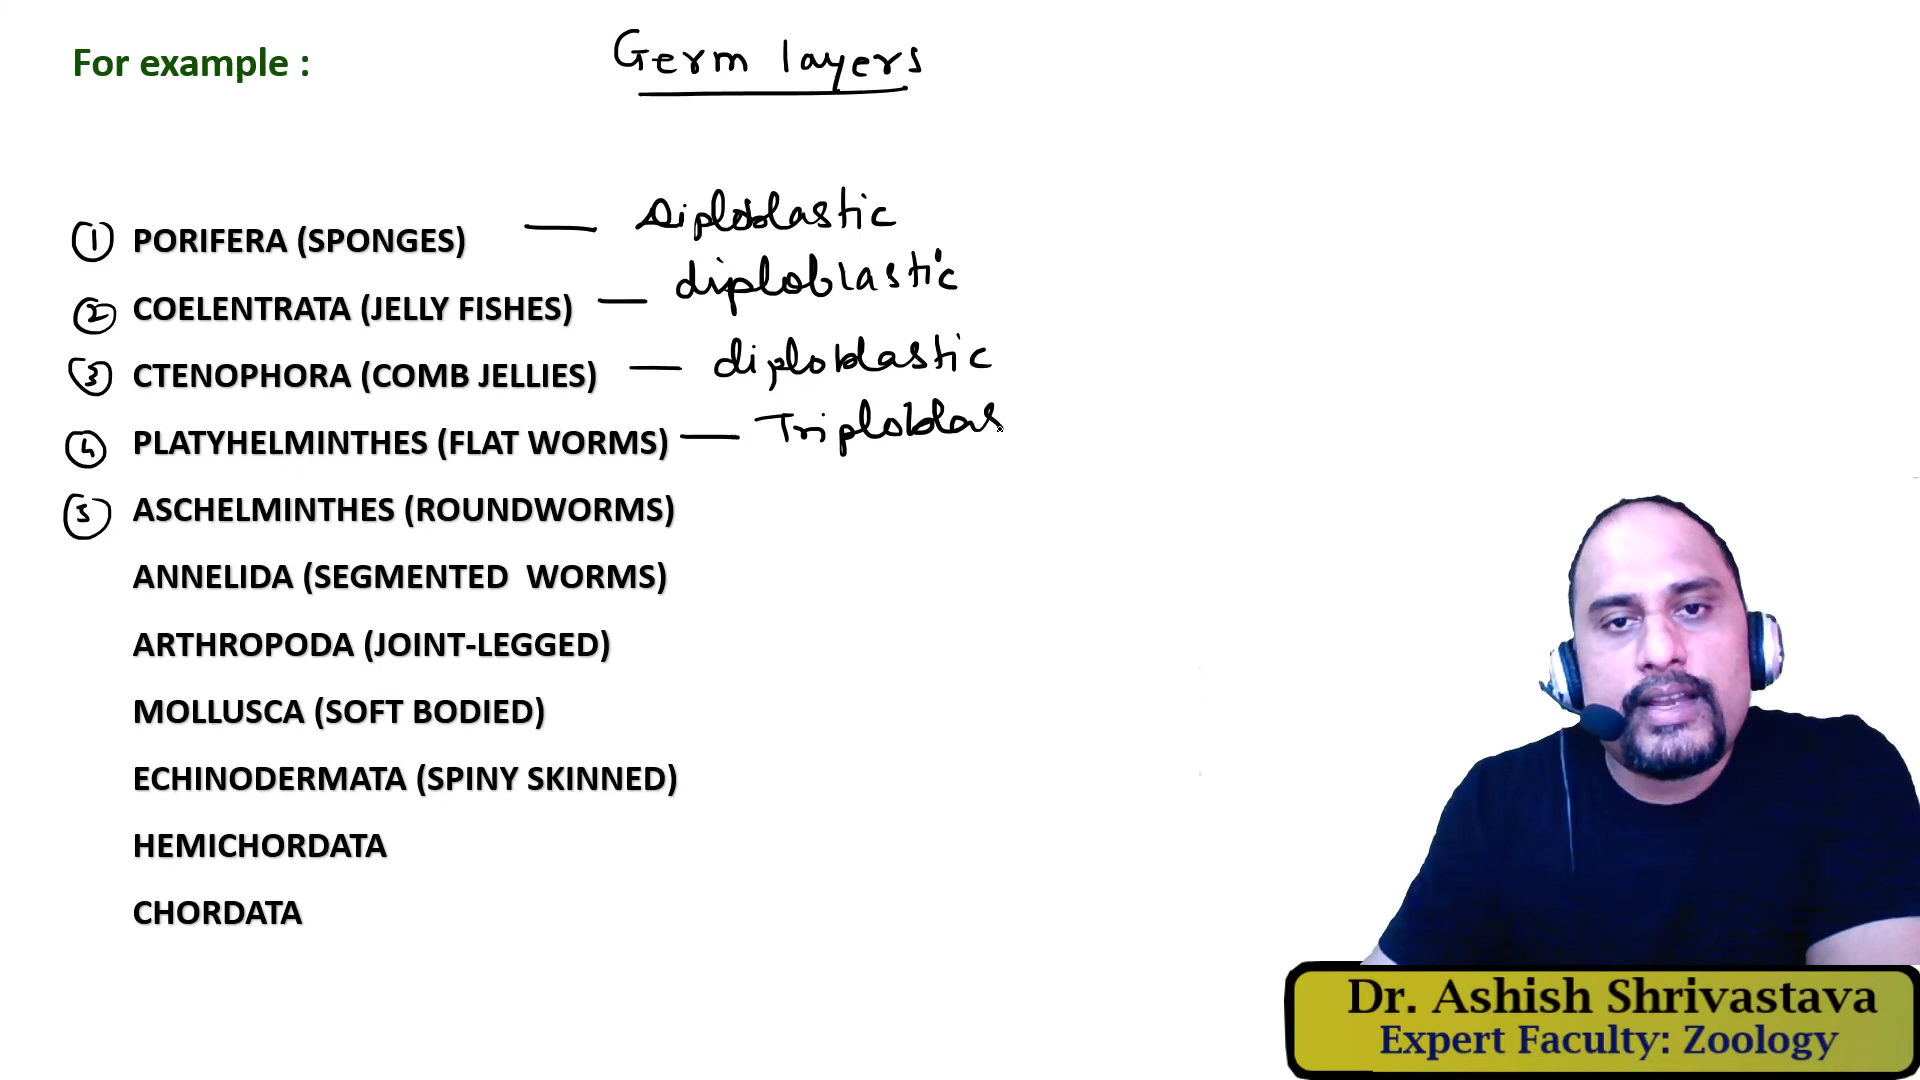 For example : Germ layers
1 PORIFERA (SPONGES) — Diploblastic
2 COELENTRATA (JELLY FISHES) — diploblastic
3 CTENOPHORA (COMB JELLIES) — diploblastic
4 PLATYHELMINTHES (FLAT WORMS) — Triploblas
5 ASCHELMINTHES (ROUNDWORMS)
ANNELIDA (SEGMENTED WORMS)
ARTHROPODA (JOINT-LEGGED)
MOLLUSCA (SOFT BODIED)
ECHINODERMATA (SPINY SKINNED)
HEMICHORDATA
CHORDATA
Dr. Ashish Shrivastava
Expert Faculty: Zoology